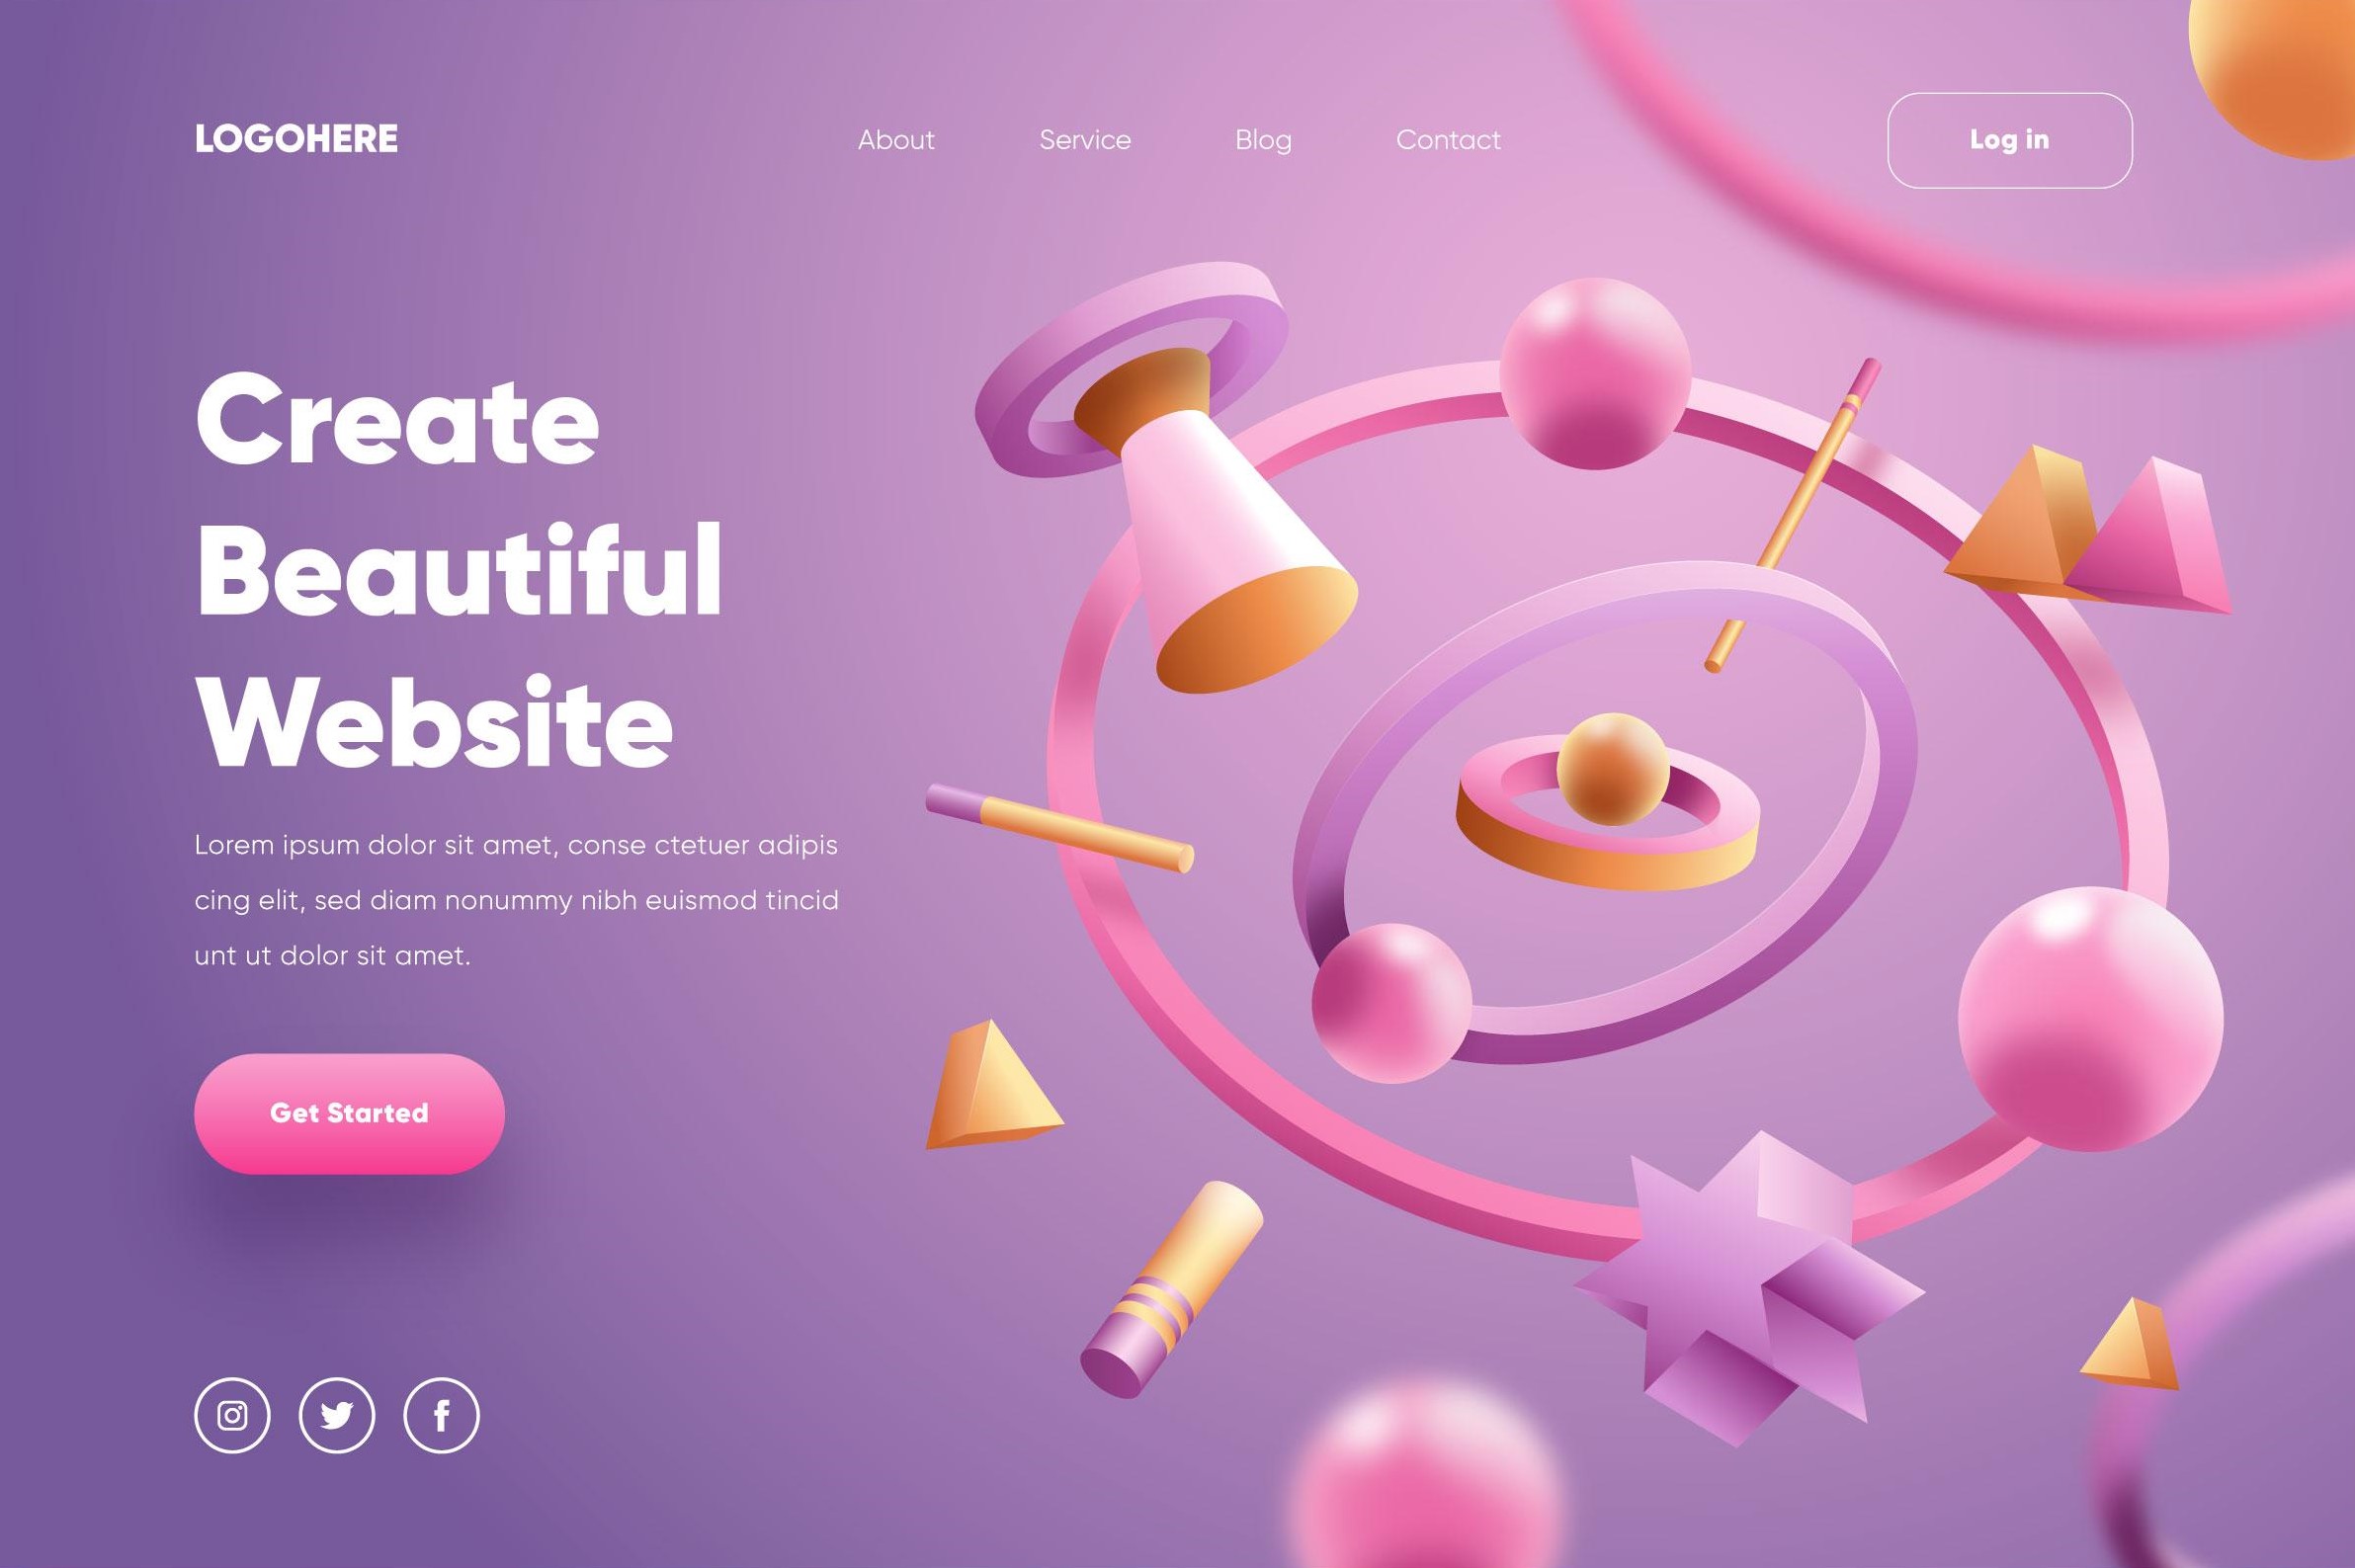 LOGOHERE
About Service Blog Contact
Log in
Create
Beautiful
Website
Lorem ipsum dolor sit amet, conse ctetuer adipis
cing elit, sed diam nonummy nibh euismod tincid
unt ut dolor sit amet.
Get Started